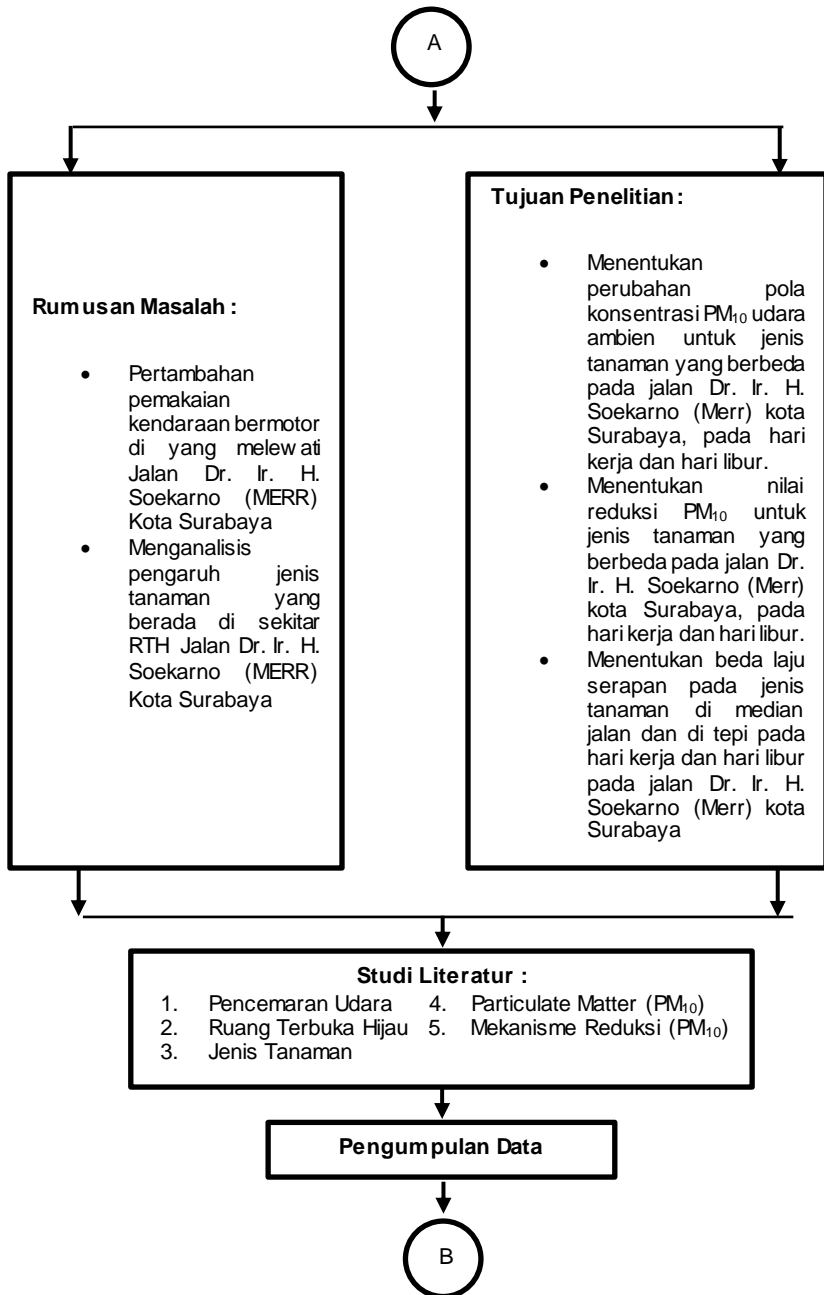 A
Rumusan Masalah :
• Pertambahan
pemakaian
kendaraan bermotor
di yang melewati
Jalan Dr. Ir. H.
Soekarno (MERR)
Kota Surabaya
• Menganalisis
pengaruh jenis
tanaman yang
berada di sekitar
RTH Jalan Dr. Ir. H.
Soekarno (MERR)
Kota Surabaya
Tujuan Penelitian :
• Menentukan
perubahan pola
konsentrasi PM₁₀ udara
ambien untuk jenis
tanaman yang berbeda
pada jalan Dr. Ir. H.
Soekarno (Merr) kota
Surabaya, pada hari
kerja dan hari libur.
• Menentukan nilai
reduksi PM₁₀ untuk
jenis tanaman yang
berbeda pada jalan Dr.
Ir. H. Soekarno (Merr)
kota Surabaya, pada
hari kerja dan hari libur.
• Menentukan beda laju
serapan pada jenis
tanaman di median
jalan dan di tepi pada
hari kerja dan hari libur
pada jalan Dr. Ir. H.
Soekarno (Merr) kota
Surabaya
Studi Literatur :
1. Pencemaran Udara 4. Particulate Matter (PM₁₀)
2. Ruang Terbuka Hijau 5. Mekanisme Reduksi (PM₁₀)
3. Jenis Tanaman
Pengumpulan Data
B